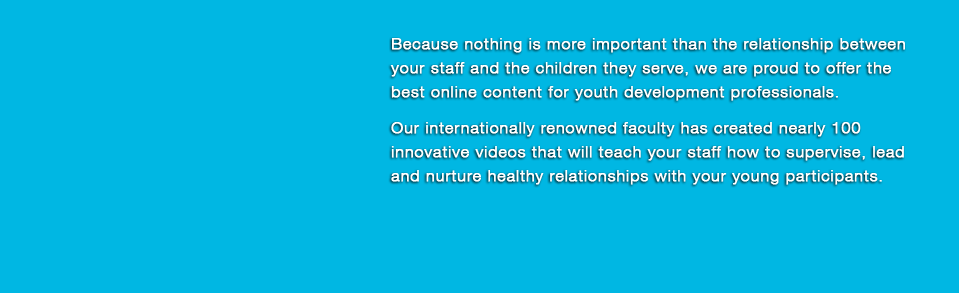 Because nothing is more important than the relationship between
your staff and the children they serve, we are proud to offer the
best online content for youth development professionals.
Our internationally renowned faculty has created nearly 100
innovative videos that will teach your staff how to supervise, lead
and nurture healthy relationships with your young participants.